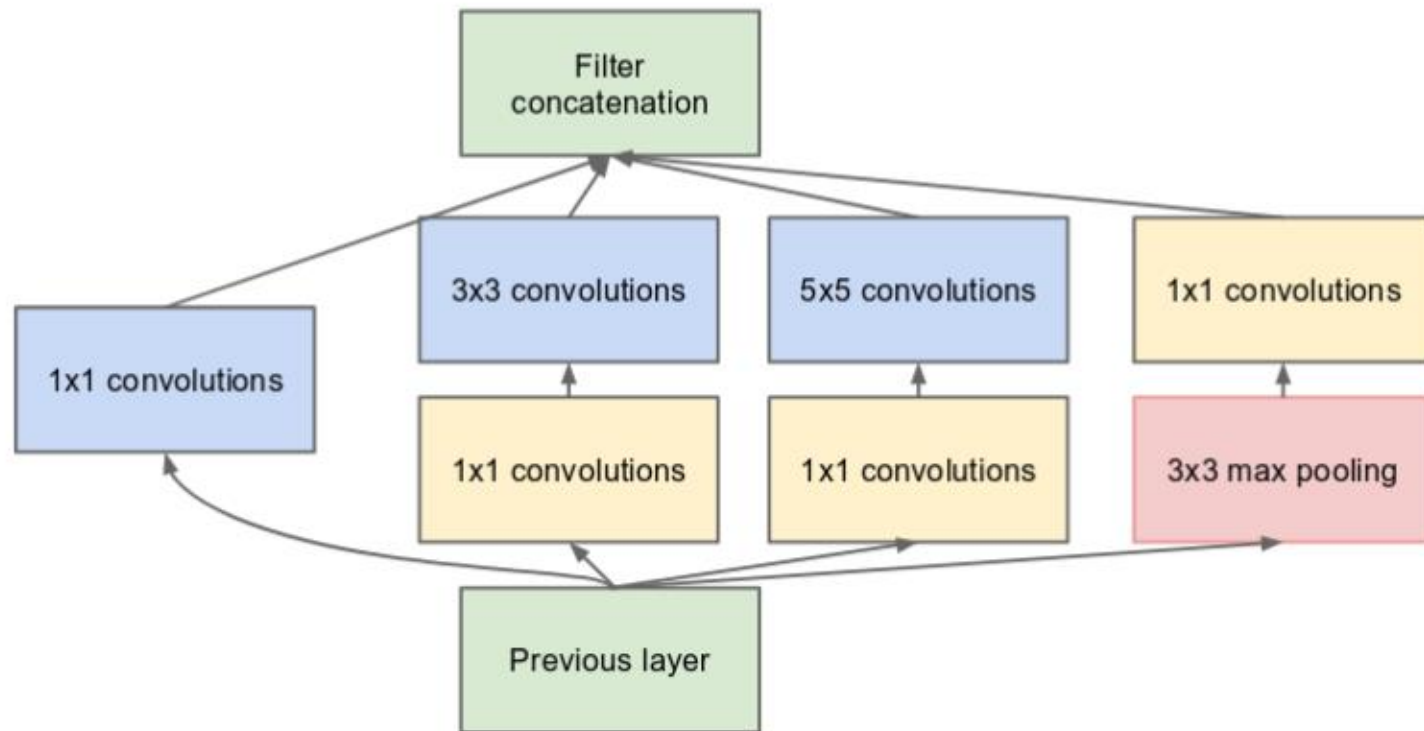 Filter
concatenation
3x3 convolutions
5x5 convolutions
1x1 convolutions
1x1 convolutions
1x1 convolutions
1x1 convolutions
3x3 max pooling
Previous layer